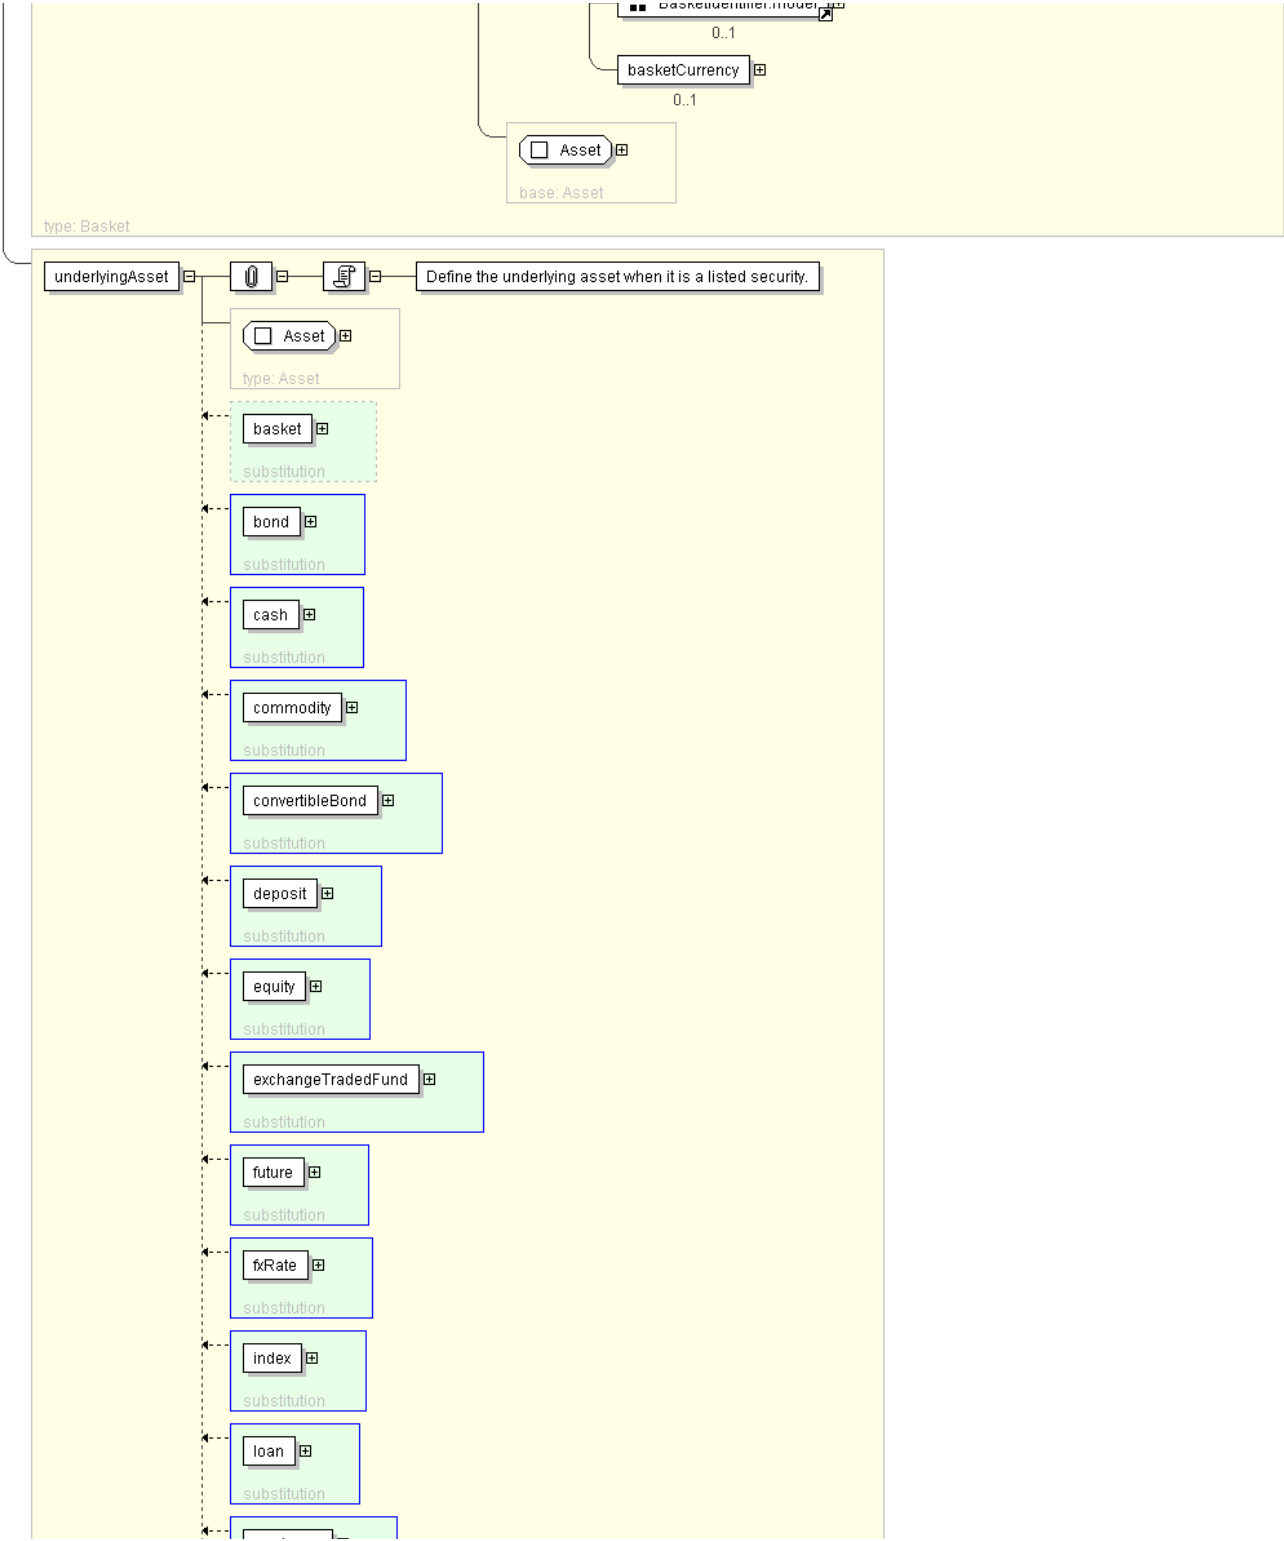 BasketIdentifier.model
0..1
basketCurrency
0..1
Asset
base: Asset
type: Basket
underlyingAsset
Define the underlying asset when it is a listed security.
Asset
type: Asset
basket
substitution
bond
substitution
cash
substitution
commodity
substitution
convertibleBond
substitution
deposit
substitution
equity
substitution
exchangeTradedFund
substitution
future
substitution
fxRate
substitution
index
substitution
loan
substitution